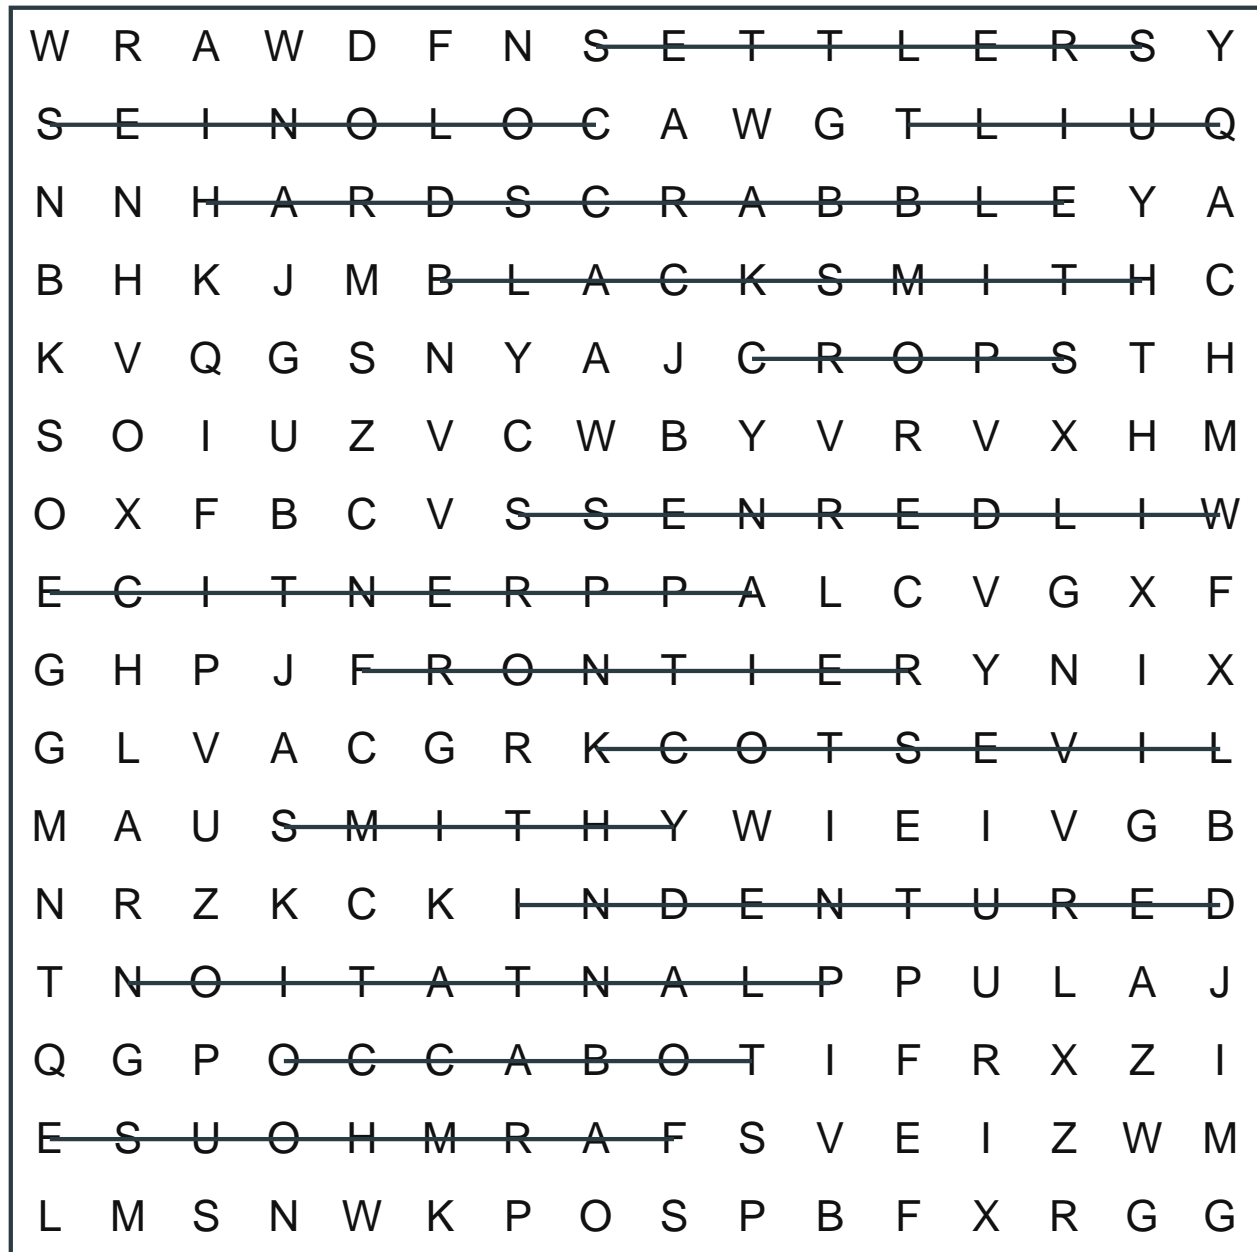 W R A W D F N S E T T L E R S Y
S E I N O L O C A W G T L I U Q
N N H A R D S C R A B B L E Y A
B H K J M B L A C K S M I T H C
K V Q G S N Y A J C R O P S T H
S O I U Z V C W B Y V R V X H M
O X F B C V S S E N R E D L I W
E C I T N E R P P A L C V G X F
G H P J F R O N T I E R Y N I X
G L V A C G R K C O T S E V I L
M A U S M I T H Y W I E I V G B
N R Z K C K I N D E N T U R E D
T N O I T A T N A L P P U L A J
Q G P O C C A B O T I F R X Z I
E S U O H M R A F S V E I Z W M
L M S N W K P O S P B F X R G G